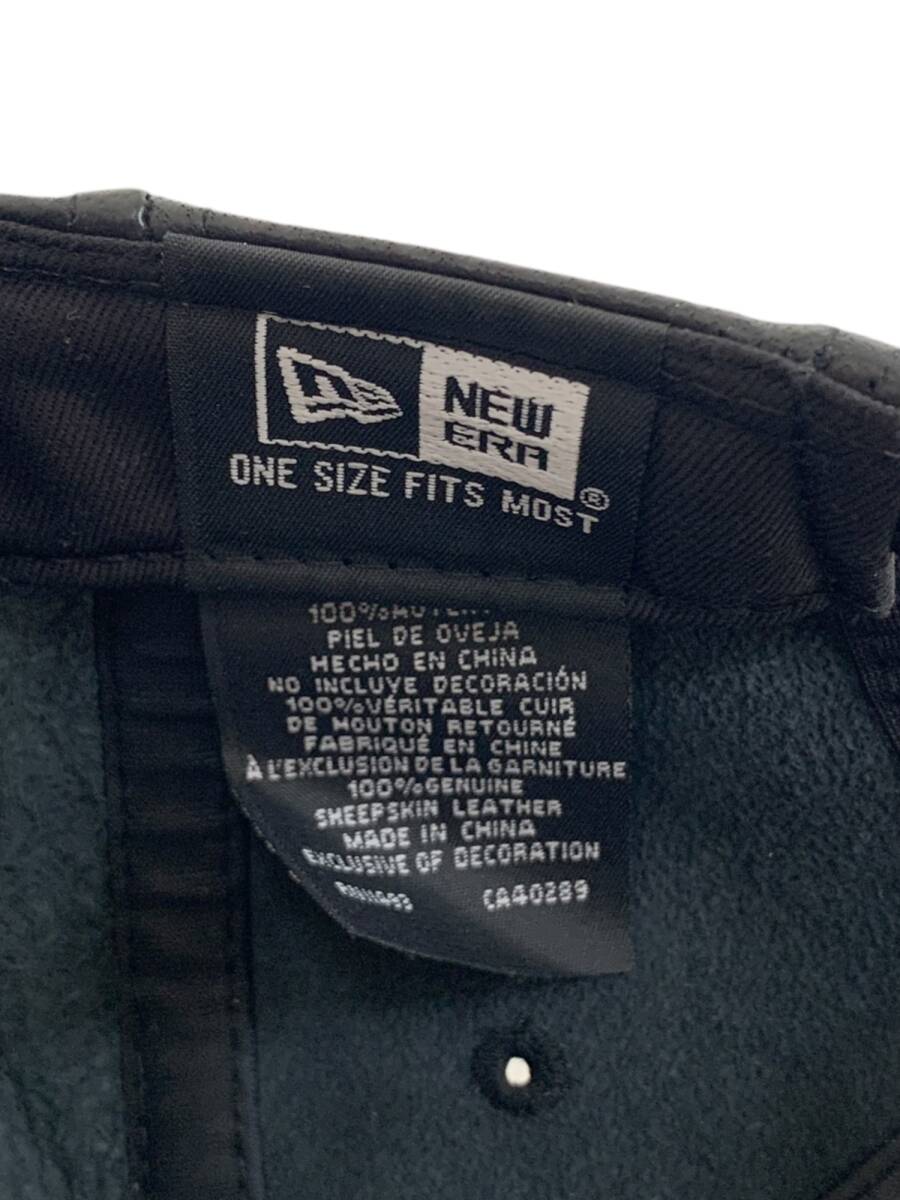 NEW
ERA
®
ONE SIZE FITS MOST
PIEL DE OVEJA
HECHO EN CHINA
NO INCLUYE DECORACIÓN
100%VÉRITABLE CUIR
DE MOUTON RETOURNÉ
FABRIQUÉ EN CHINE
À L'EXCLUSION DE LA GARNITURE
100%GENUINE
SHEEPSKIN LEATHER
MADE IN CHINA
EXCLUSIVE OF DECORATION
CA40289